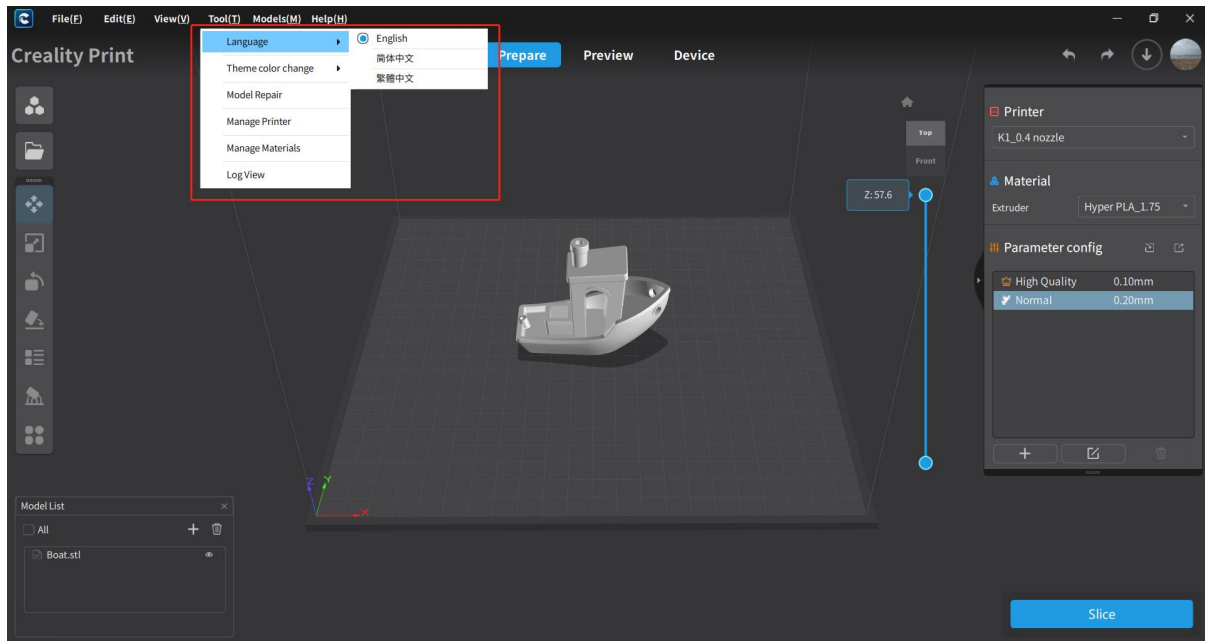 File(F) Edit(E) View(V) Tool(T) Models(M) Help(H)
Creality Print
Prepare Preview Device
Language
Theme color change
Model Repair
Manage Printer
Manage Materials
Log View
English
简体中文
繁體中文
Top
Front
Z: 57.6
Z Y X
Printer
K1_0.4 nozzle
Material
Extruder Hyper PLA_1.75
Parameter config
High Quality 0.10mm
Normal 0.20mm
Model List
All
Boat.stl
Slice